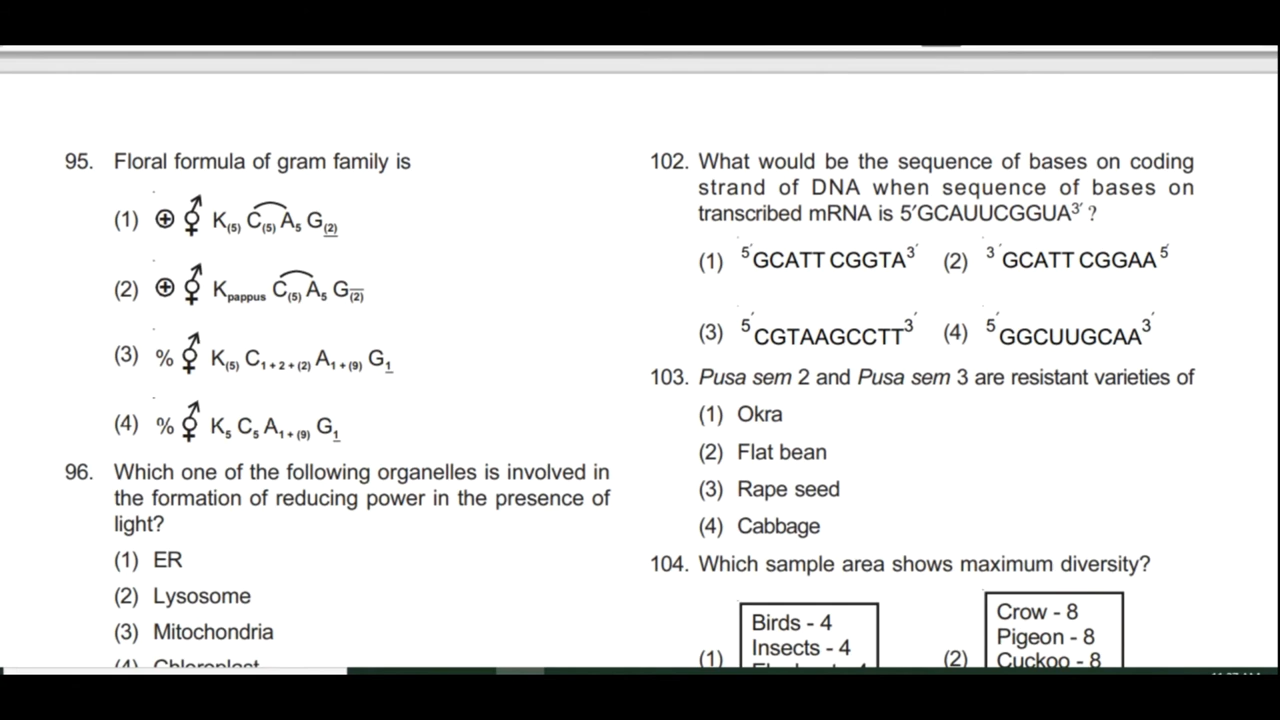 95. Floral formula of gram family is
(1) ⊕ ⚥ K(5) C(5) A5 G(2)
(2) ⊕ ⚥ Kpappus C(5) A5 G(2)
(3) % ⚥ K(5) C1 + 2 + (2) A1 + (9) G1
(4) % ⚥ K5 C5 A1 + (9) G1
96. Which one of the following organelles is involved in
the formation of reducing power in the presence of
light?
(1) ER
(2) Lysosome
(3) Mitochondria
(4) Chloroplast
102. What would be the sequence of bases on coding
strand of DNA when sequence of bases on
transcribed mRNA is 5′GCAUUCGGUA3′ ?
(1) 5′GCATT CGGTA3′ (2) 3′GCATT CGGAA5′
(3) 5′CGTAAGCCTT3′ (4) 5′GGCUUGCAA3′
103. Pusa sem 2 and Pusa sem 3 are resistant varieties of
(1) Okra
(2) Flat bean
(3) Rape seed
(4) Cabbage
104. Which sample area shows maximum diversity?
(1) Birds - 4
Insects - 4
(2) Crow - 8
Pigeon - 8
Cuckoo - 8